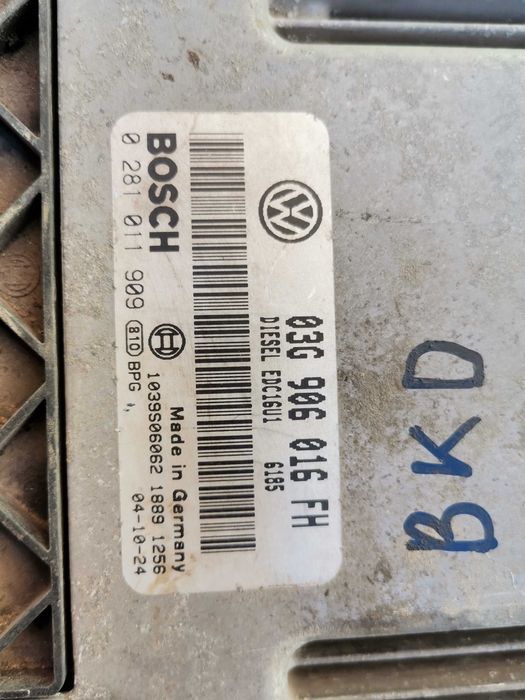 03G 906 016 FH
DIESEL EDC16U1 6185
BOSCH
0 281 011 909 81D BPG
Made in Germany
1039S06062 1889 1256
04-10-24
BKD